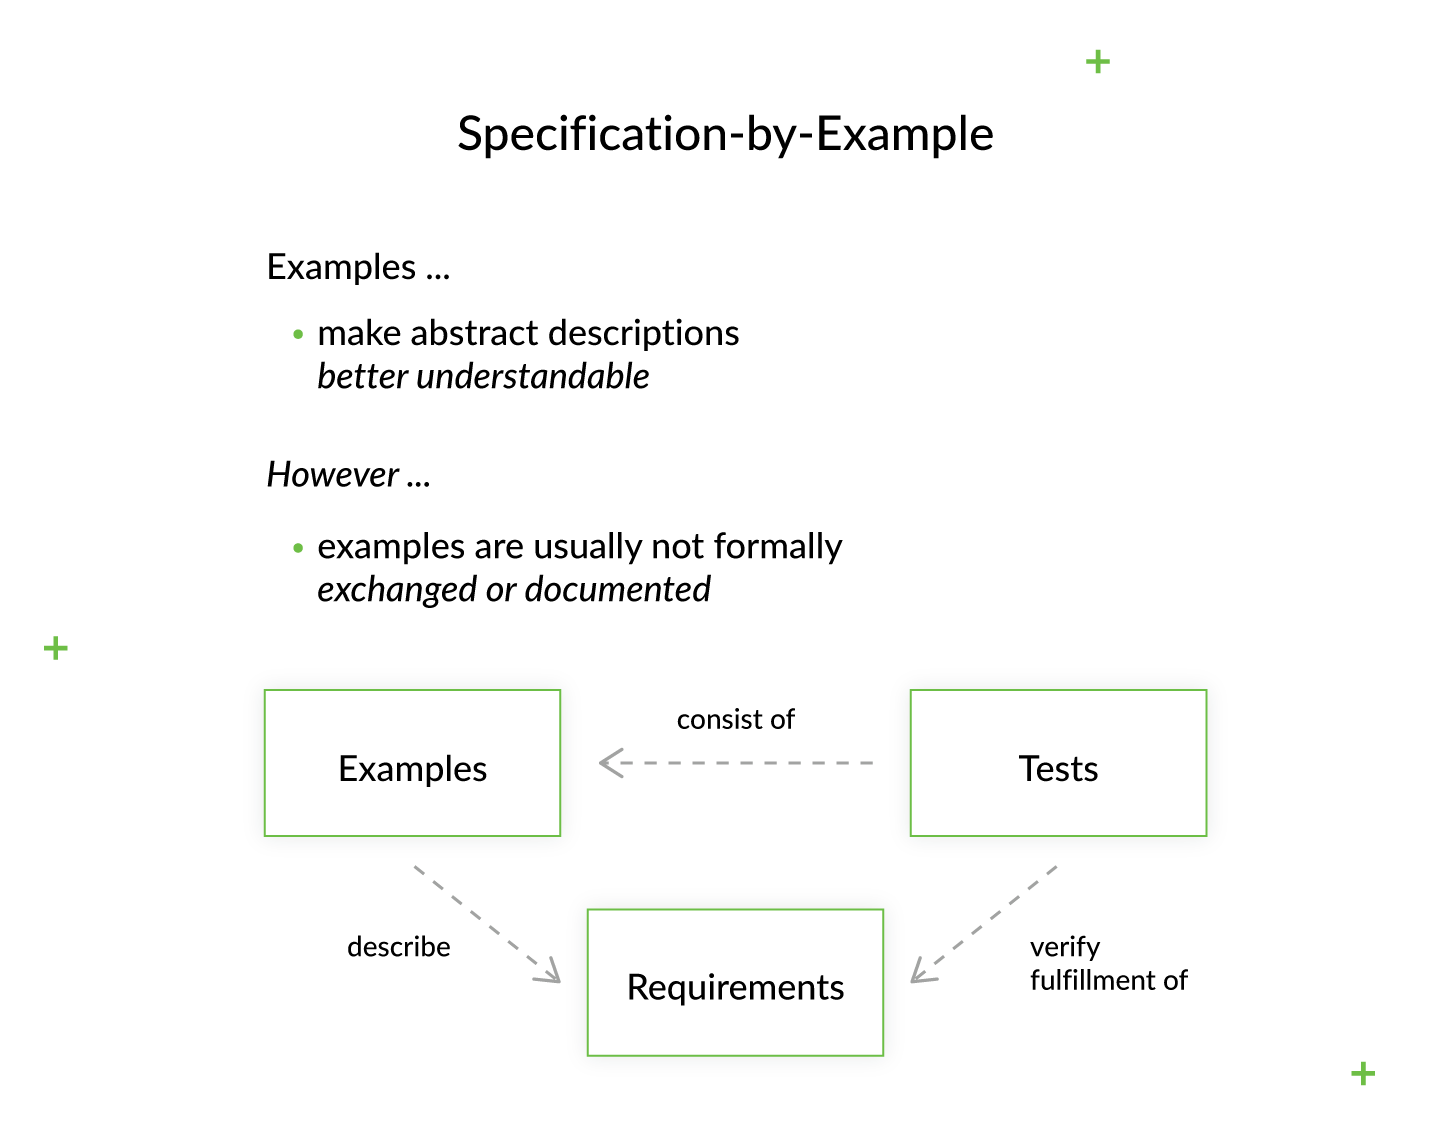 Specification-by-Example
Examples ...
• make abstract descriptions
better understandable
However ...
• examples are usually not formally
exchanged or documented
consist of
Examples
Tests
describe
verify
fulfillment of
Requirements